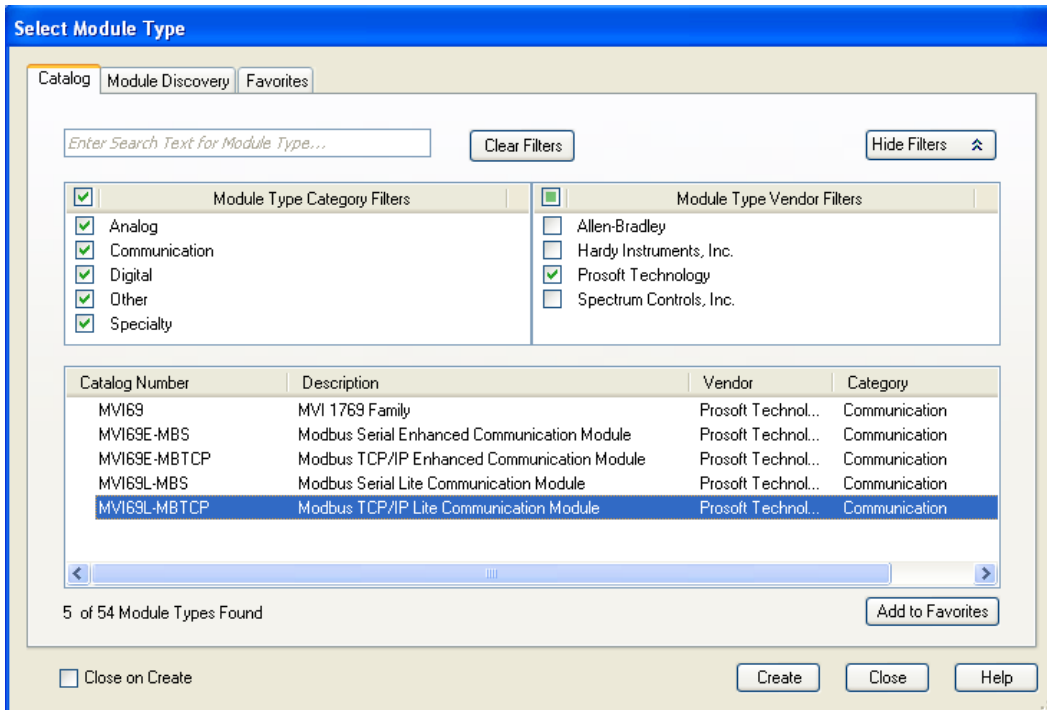 Select Module Type
Catalog Module Discovery Favorites
Enter Search Text for Module Type... Clear Filters Hide Filters
Module Type Category Filters Module Type Vendor Filters
Analog Allen-Bradley
Communication Hardy Instruments, Inc.
Digital Prosoft Technology
Other Spectrum Controls, Inc.
Specialty
Catalog Number Description Vendor Category
MVI69 MVI 1769 Family Prosoft Technol... Communication
MVI69E-MBS Modbus Serial Enhanced Communication Module Prosoft Technol... Communication
MVI69E-MBTCP Modbus TCP/IP Enhanced Communication Module Prosoft Technol... Communication
MVI69L-MBS Modbus Serial Lite Communication Module Prosoft Technol... Communication
MVI69L-MBTCP Modbus TCP/IP Lite Communication Module Prosoft Technol... Communication
5 of 54 Module Types Found Add to Favorites
Close on Create Create Close Help